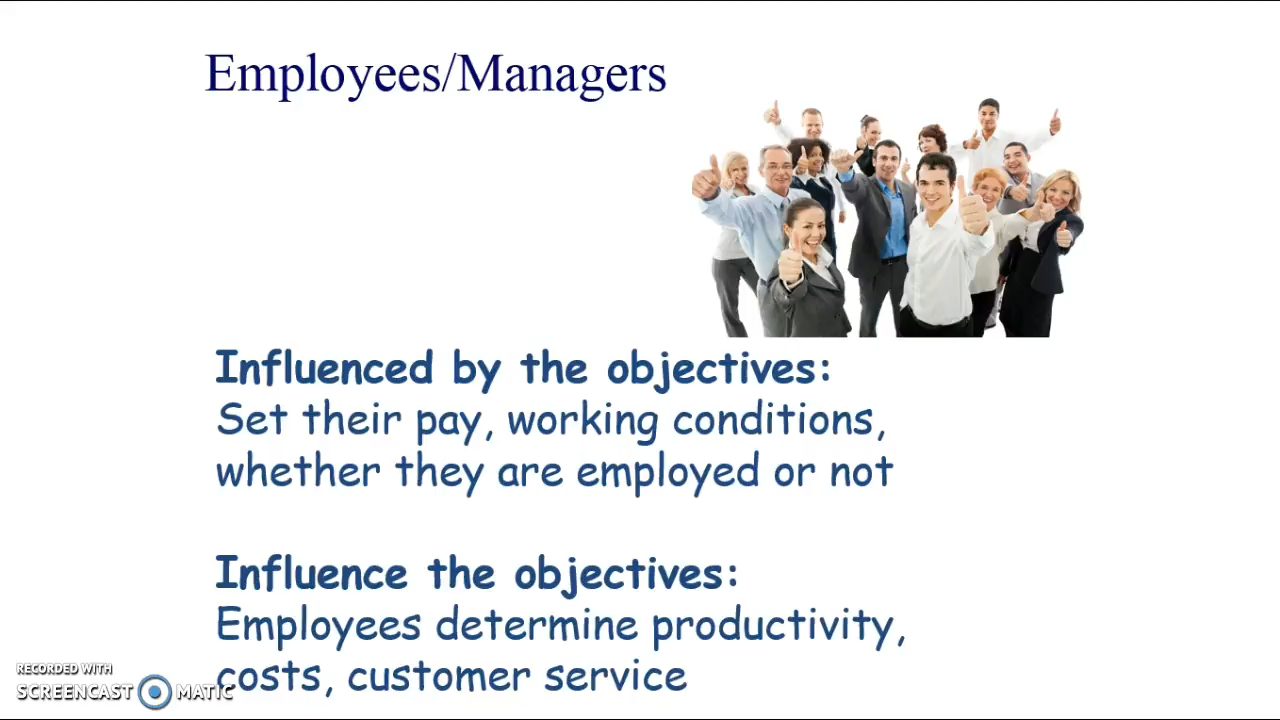 Employees/Managers
Influenced by the objectives:
Set their pay, working conditions,
whether they are employed or not
Influence the objectives:
Employees determine productivity,
costs, customer service
RECORDED WITH
SCREENCAST MATIC